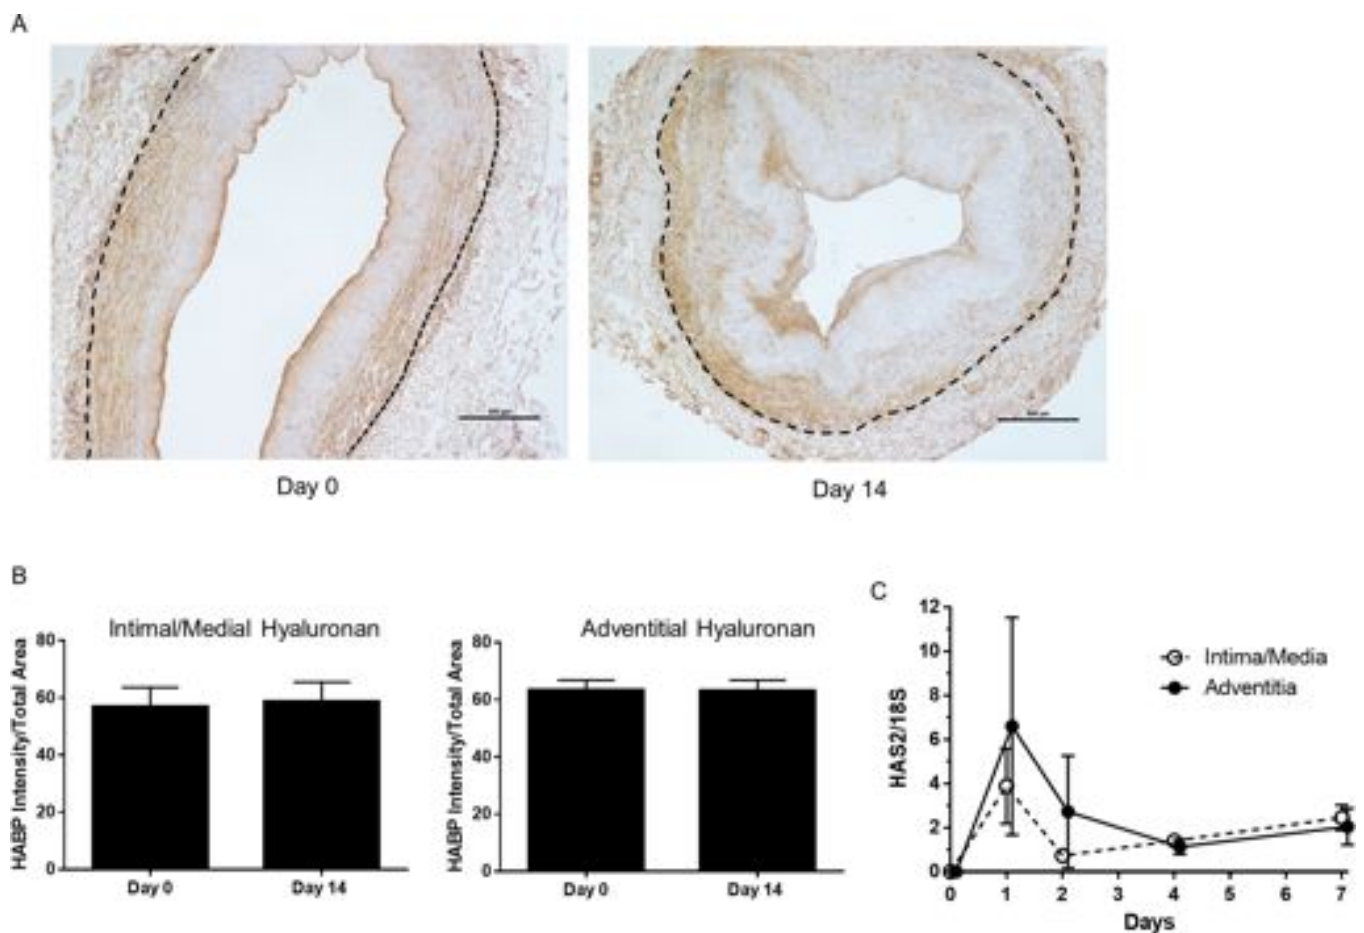 A
Day 0
Day 14
B
Intimal/Medial Hyaluronan
HABP Intensity/Total Area
80
60
40
20
0
Day 0
Day 14
Adventitial Hyaluronan
HABP Intensity/Total Area
80
60
40
20
0
Day 0
Day 14
C
HAS2/18S
12
10
8
6
4
2
0
Intima/Media
Adventitia
0 1 2 3 4 5 6 7
Days